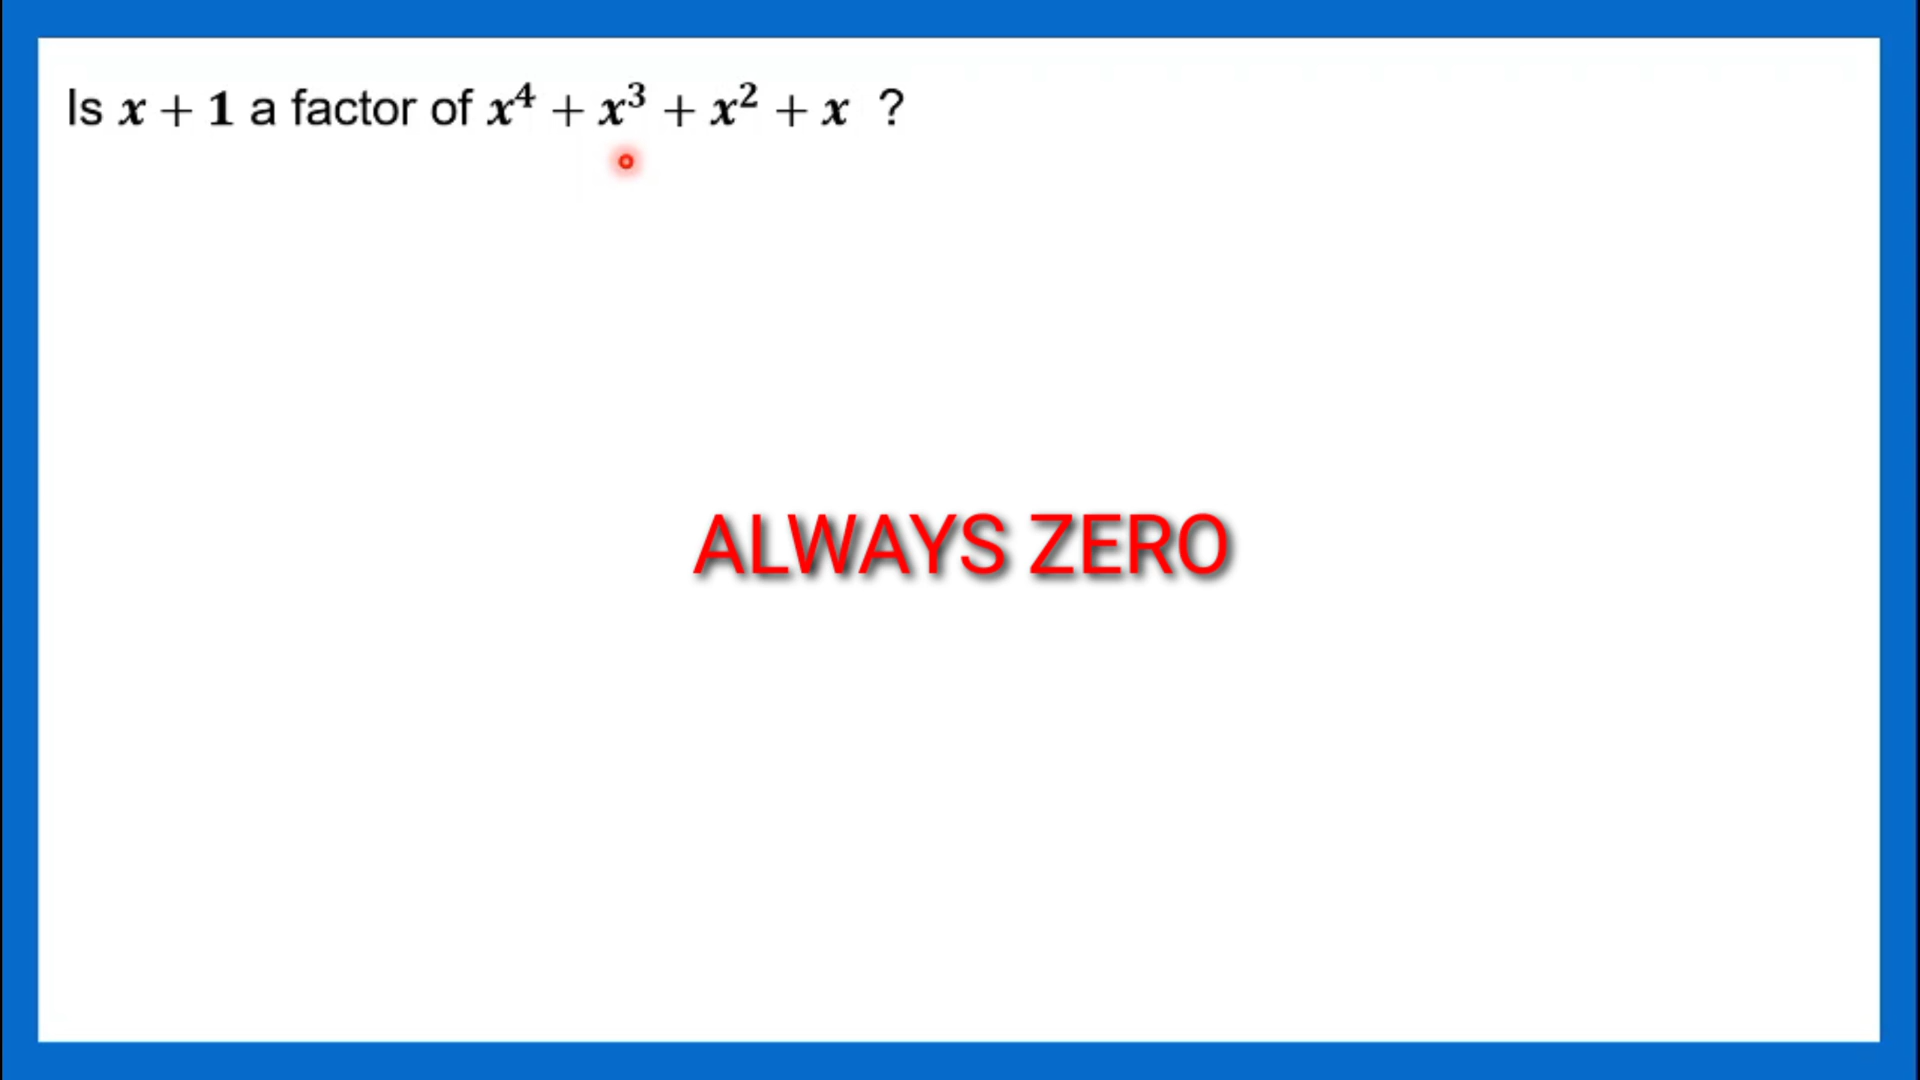 Is x + 1 a factor of x⁴ + x³ + x² + x ?
ALWAYS ZERO